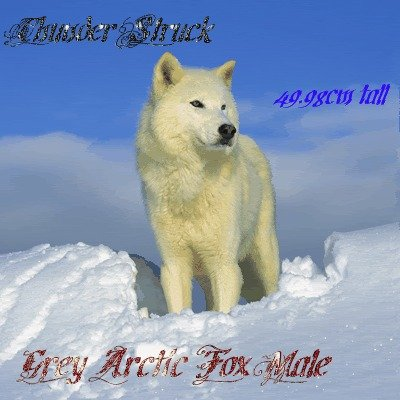 Thunder Struck
49.98cm tall
Grey Arctic Fox Male